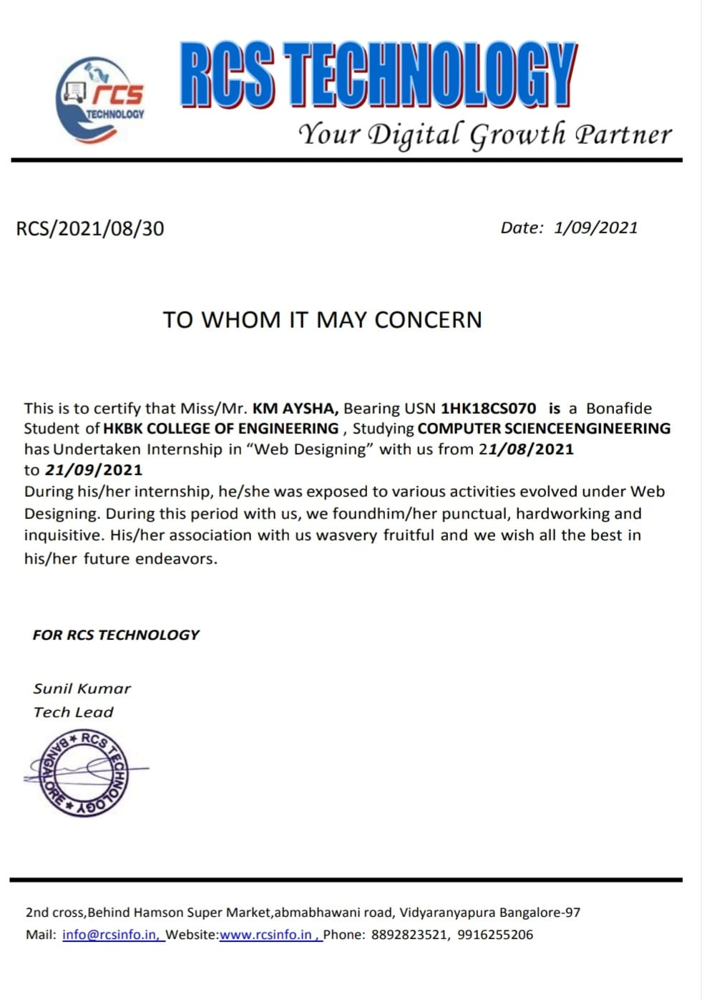 rcs
TECHNOLOGY
RCS TECHNOLOGY
Your Digital Growth Partner
RCS/2021/08/30
Date: 1/09/2021
TO WHOM IT MAY CONCERN
This is to certify that Miss/Mr. KM AYSHA, Bearing USN 1HK18CS070 is a Bonafide
Student of HKBK COLLEGE OF ENGINEERING , Studying COMPUTER SCIENCEENGINEERING
has Undertaken Internship in “Web Designing” with us from 21/08/2021
to 21/09/2021
During his/her internship, he/she was exposed to various activities evolved under Web
Designing. During this period with us, we foundhim/her punctual, hardworking and
inquisitive. His/her association with us wasvery fruitful and we wish all the best in
his/her future endeavors.
FOR RCS TECHNOLOGY
Sunil Kumar
Tech Lead
RCS TECHNOLOGY ★ BANGALORE ★
2nd cross,Behind Hamson Super Market,abmabhawani road, Vidyaranyapura Bangalore-97
Mail: info@rcsinfo.in, Website:www.rcsinfo.in , Phone: 8892823521, 9916255206